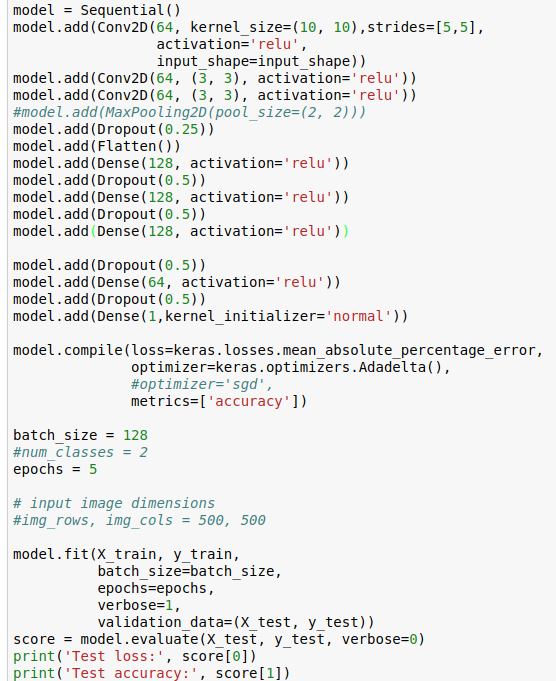 model = Sequential()
model.add(Conv2D(64, kernel_size=(10, 10),strides=[5,5],
                 activation='relu',
                 input_shape=input_shape))
model.add(Conv2D(64, (3, 3), activation='relu'))
model.add(Conv2D(64, (3, 3), activation='relu'))
#model.add(MaxPooling2D(pool_size=(2, 2)))
model.add(Dropout(0.25))
model.add(Flatten())
model.add(Dense(128, activation='relu'))
model.add(Dropout(0.5))
model.add(Dense(128, activation='relu'))
model.add(Dropout(0.5))
model.add(Dense(128, activation='relu'))

model.add(Dropout(0.5))
model.add(Dense(64, activation='relu'))
model.add(Dropout(0.5))
model.add(Dense(1,kernel_initializer='normal'))

model.compile(loss=keras.losses.mean_absolute_percentage_error,
              optimizer=keras.optimizers.Adadelta(),
              #optimizer='sgd',
              metrics=['accuracy'])

batch_size = 128
#num_classes = 2
epochs = 5

# input image dimensions
#img_rows, img_cols = 500, 500

model.fit(X_train, y_train,
          batch_size=batch_size,
          epochs=epochs,
          verbose=1,
          validation_data=(X_test, y_test))
score = model.evaluate(X_test, y_test, verbose=0)
print('Test loss:', score[0])
print('Test accuracy:', score[1])